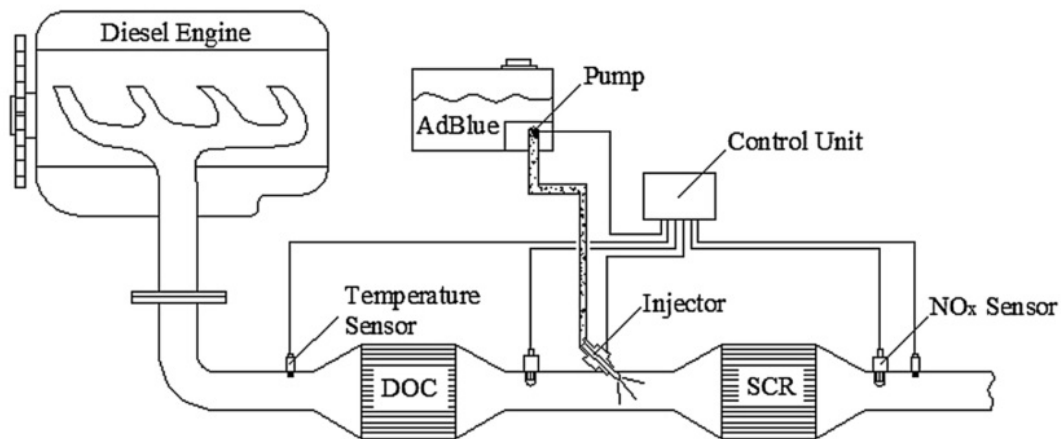 Diesel Engine
Pump
AdBlue
Control Unit
Temperature
Sensor
Injector
NOx Sensor
DOC
SCR